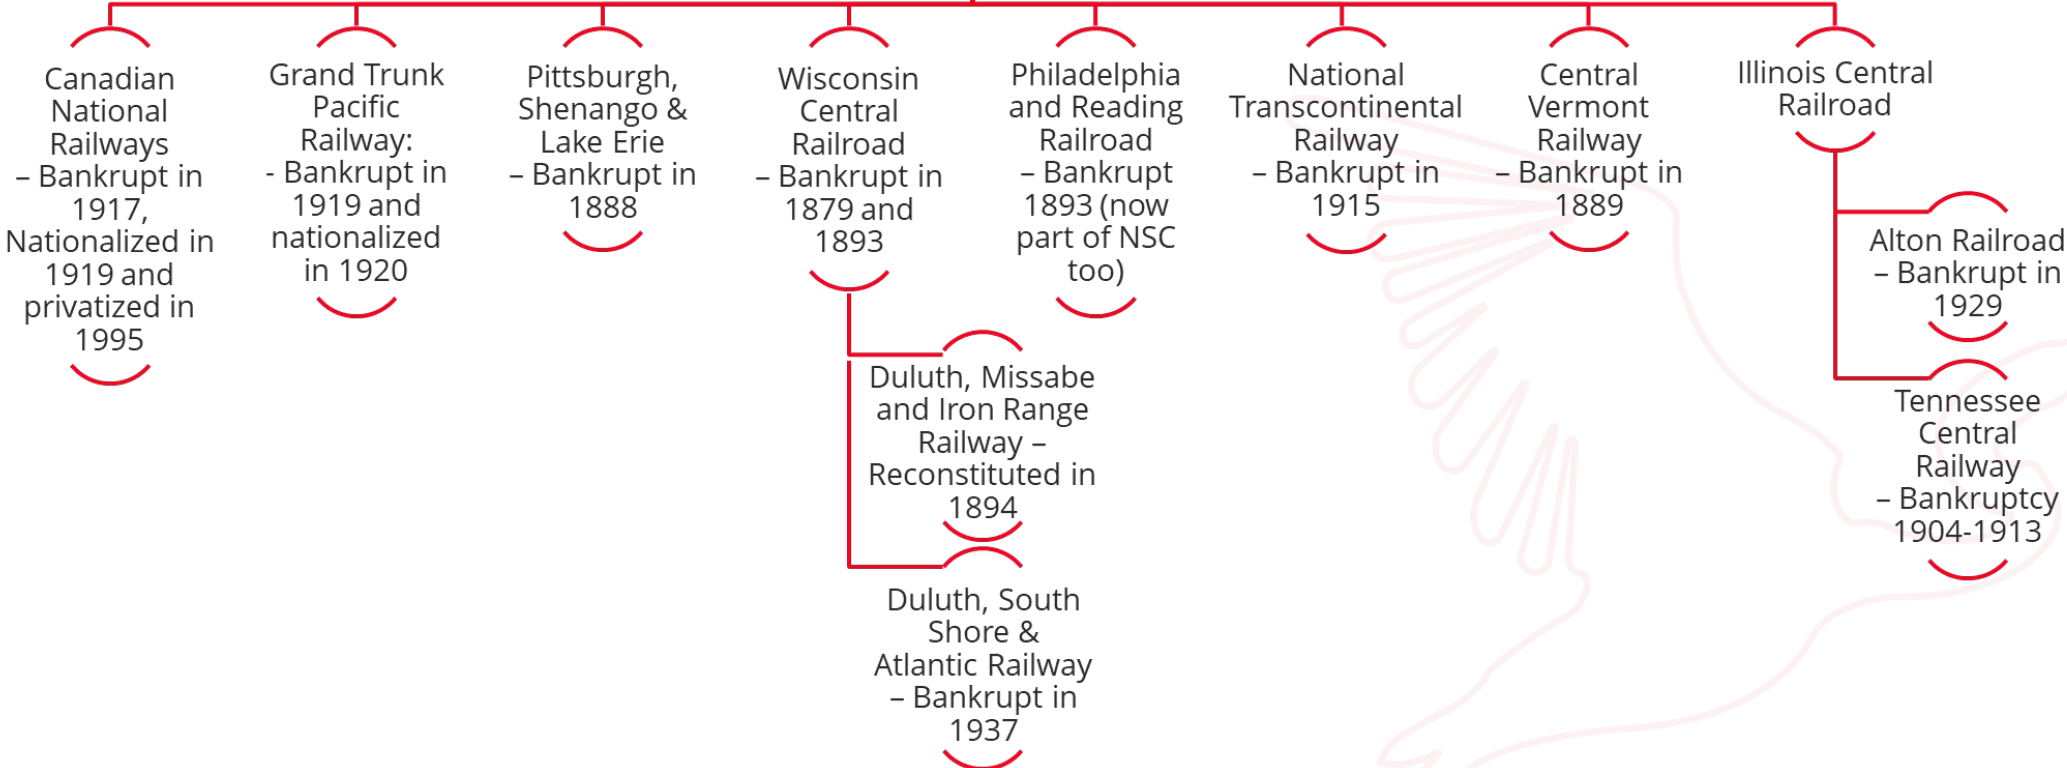 Canadian
National
Railways
– Bankrupt in
1917,
Nationalized in
1919 and
privatized in
1995
Grand Trunk
Pacific
Railway:
- Bankrupt in
1919 and
nationalized
in 1920
Pittsburgh,
Shenango &
Lake Erie
– Bankrupt in
1888
Wisconsin
Central
Railroad
– Bankrupt in
1879 and
1893
Duluth, Missabe
and Iron Range
Railway –
Reconstituted in
1894
Duluth, South
Shore &
Atlantic Railway
– Bankrupt in
1937
Philadelphia
and Reading
Railroad
– Bankrupt
1893 (now
part of NSC
too)
National
Transcontinental
Railway
– Bankrupt in
1915
Central
Vermont
Railway
– Bankrupt in
1889
Illinois Central
Railroad
Alton Railroad
– Bankrupt in
1929
Tennessee
Central
Railway
– Bankruptcy
1904-1913